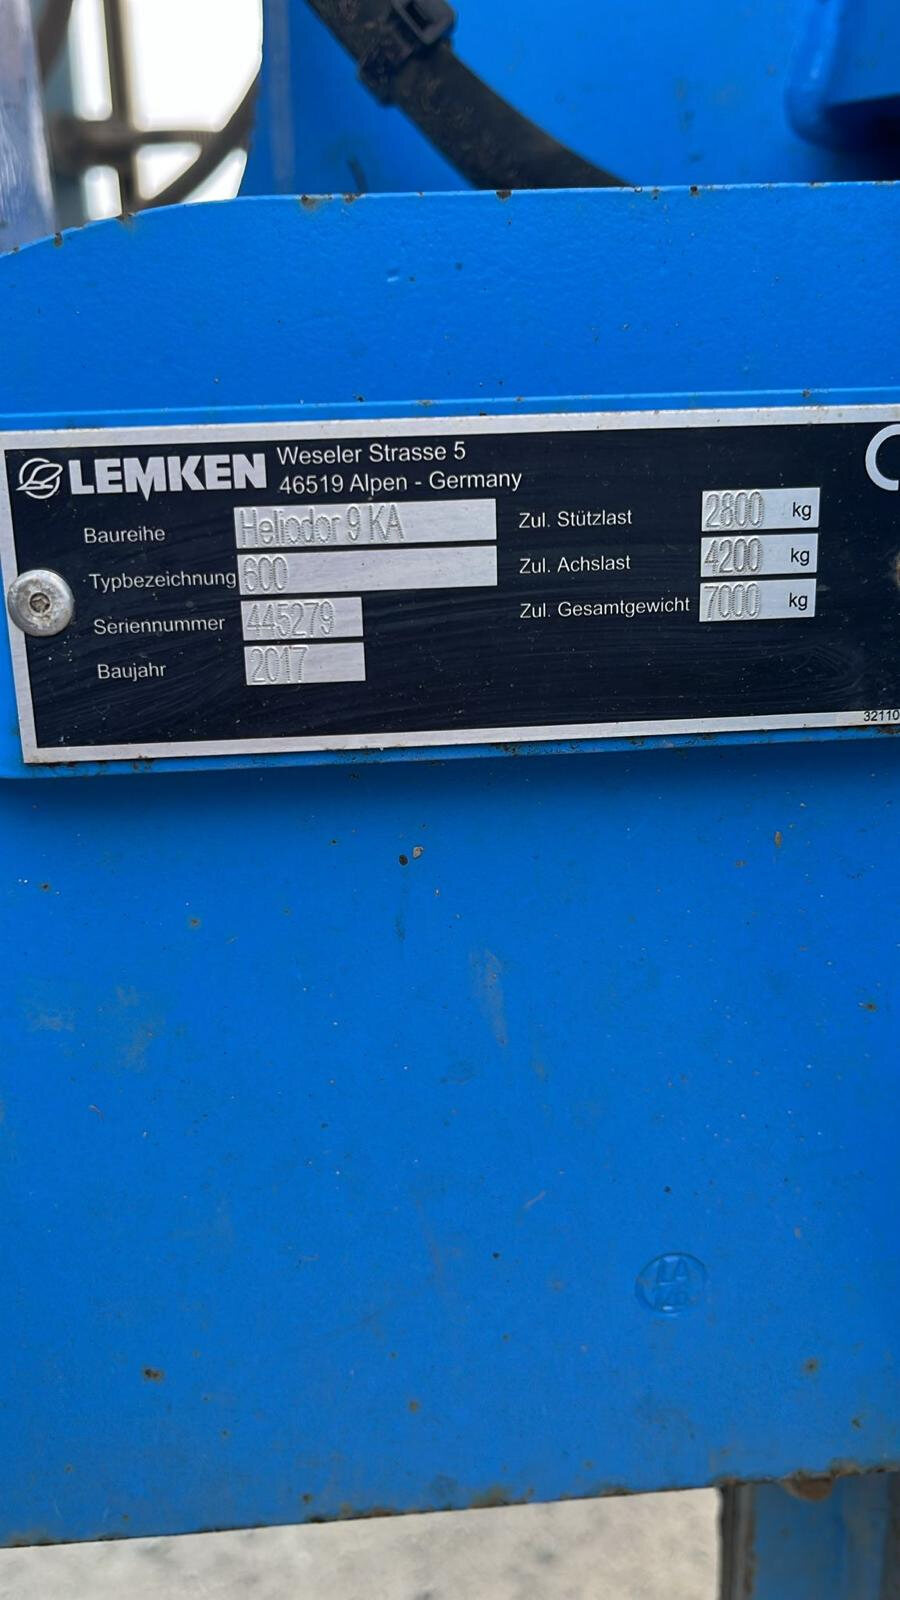 LEMKEN Weseler Strasse 5
46519 Alpen - Germany
Baureihe Heliodor 9 KA
Typbezeichnung 600
Seriennummer 445279
Baujahr 2017
Zul. Stützlast 2800 kg
Zul. Achslast 4200 kg
Zul. Gesamtgewicht 7000 kg
32110
LA